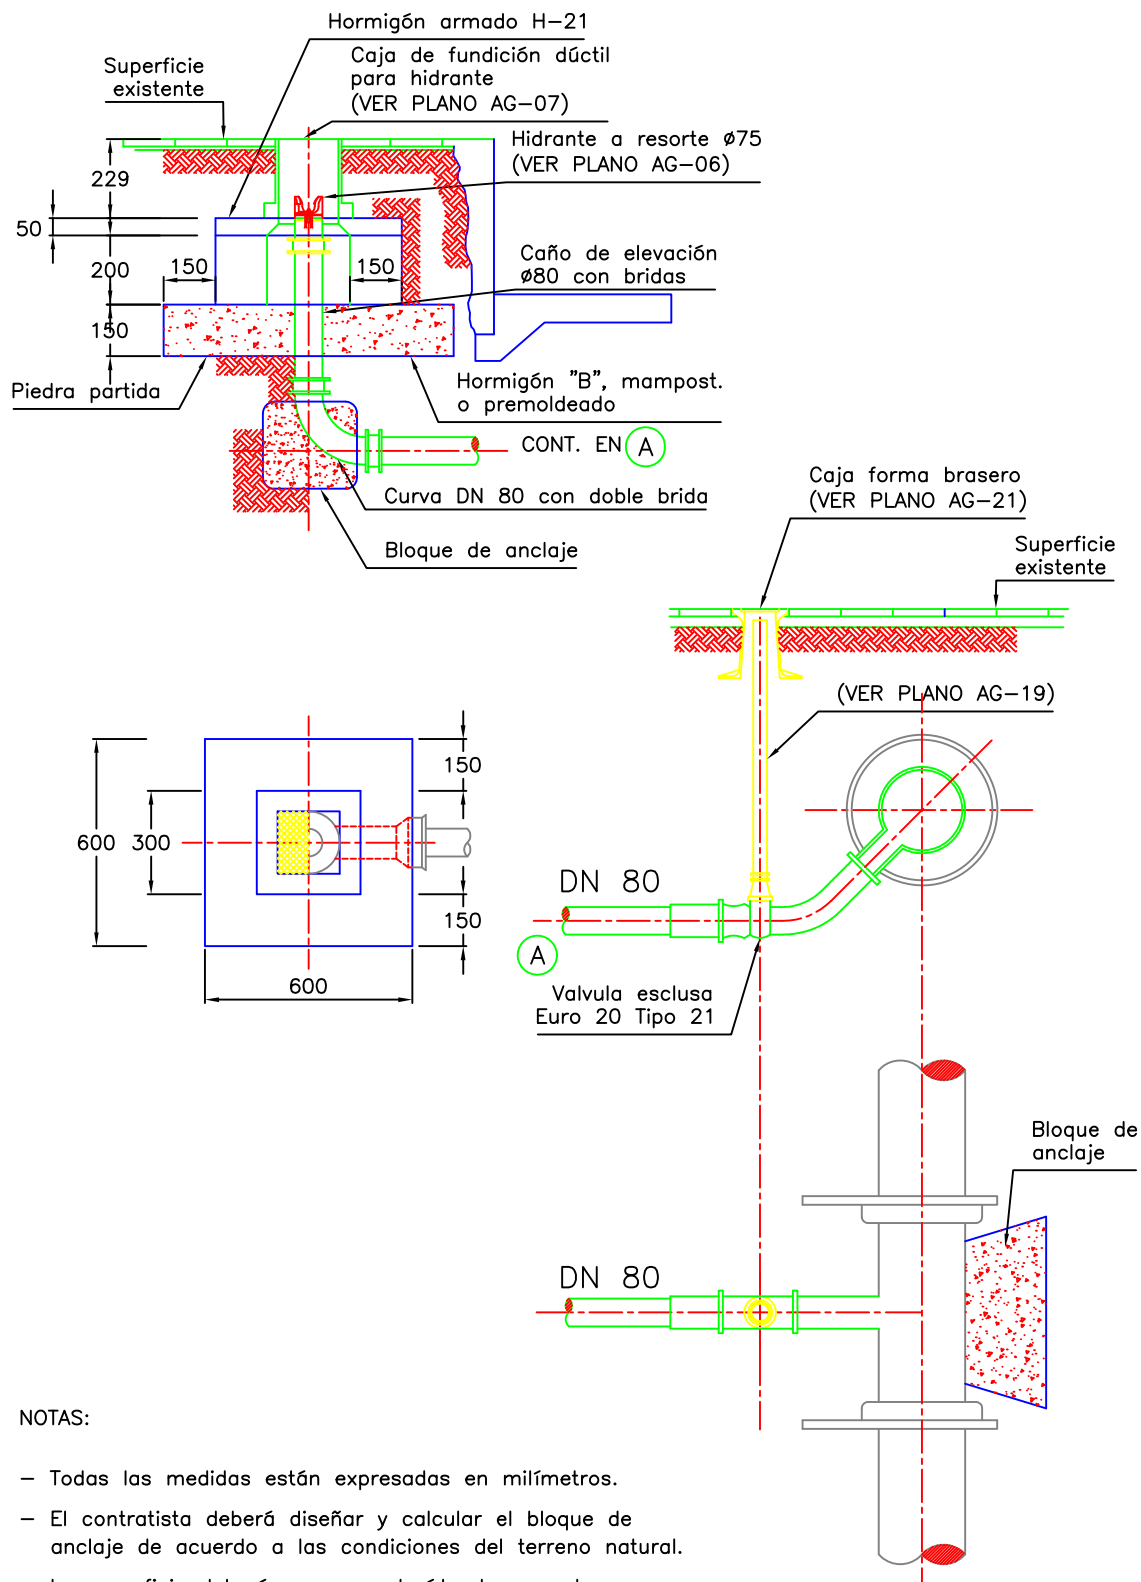 Hormigón armado H-21
Caja de fundición dúctil
para hidrante
(VER PLANO AG-07)
Superficie
existente
Hidrante a resorte ø75
(VER PLANO AG-06)
229
50
200
150
150
150
Caño de elevación
ø80 con bridas
Piedra partida
Hormigón "B", mampost.
o premoldeado
CONT. EN A
Curva DN 80 con doble brida
Bloque de anclaje
Caja forma brasero
(VER PLANO AG-21)
Superficie
existente
(VER PLANO AG-19)
150
600
300
150
600
DN 80
A
Valvula esclusa
Euro 20 Tipo 21
Bloque de
anclaje
DN 80
NOTAS:
- Todas las medidas están expresadas en milímetros.
- El contratista deberá diseñar y calcular el bloque de
anclaje de acuerdo a las condiciones del terreno natural.